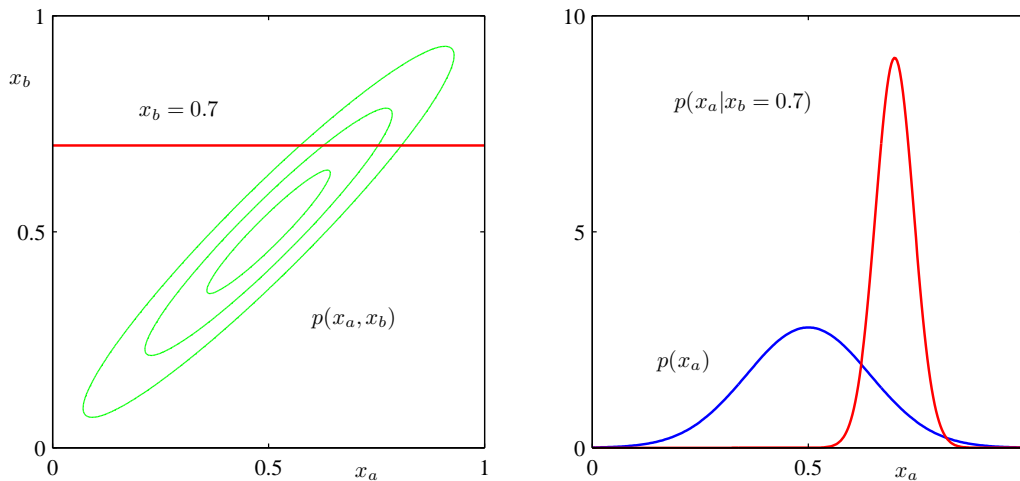 1
x_b
x_b = 0.7
0.5
p(x_a, x_b)
0
0 0.5 x_a 1
10
p(x_a|x_b = 0.7)
5
p(x_a)
0
0 0.5 x_a